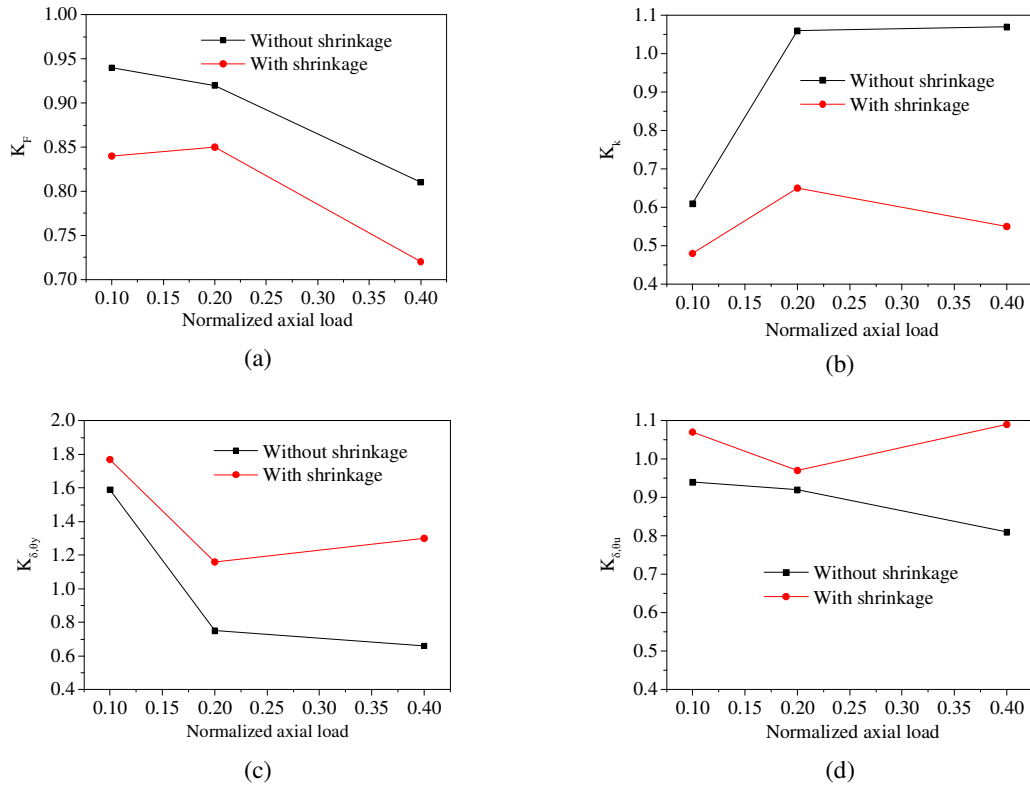 1.00
0.95
0.90
0.85
0.80
0.75
0.70
K_F
Without shrinkage
With shrinkage
0.10 0.15 0.20 0.25 0.30 0.35 0.40
Normalized axial load
(a)
1.1
1.0
0.9
0.8
0.7
0.6
0.5
0.4
K_k
Without shrinkage
With shrinkage
0.10 0.15 0.20 0.25 0.30 0.35 0.40
Normalized axial load
(b)
2.0
1.8
1.6
1.4
1.2
1.0
0.8
0.6
0.4
K_δ,θy
Without shrinkage
With shrinkage
0.10 0.15 0.20 0.25 0.30 0.35 0.40
Normalized axial load
(c)
1.1
1.0
0.9
0.8
0.7
0.6
0.5
0.4
K_δ,θu
Without shrinkage
With shrinkage
0.10 0.15 0.20 0.25 0.30 0.35 0.40
Normalized axial load
(d)